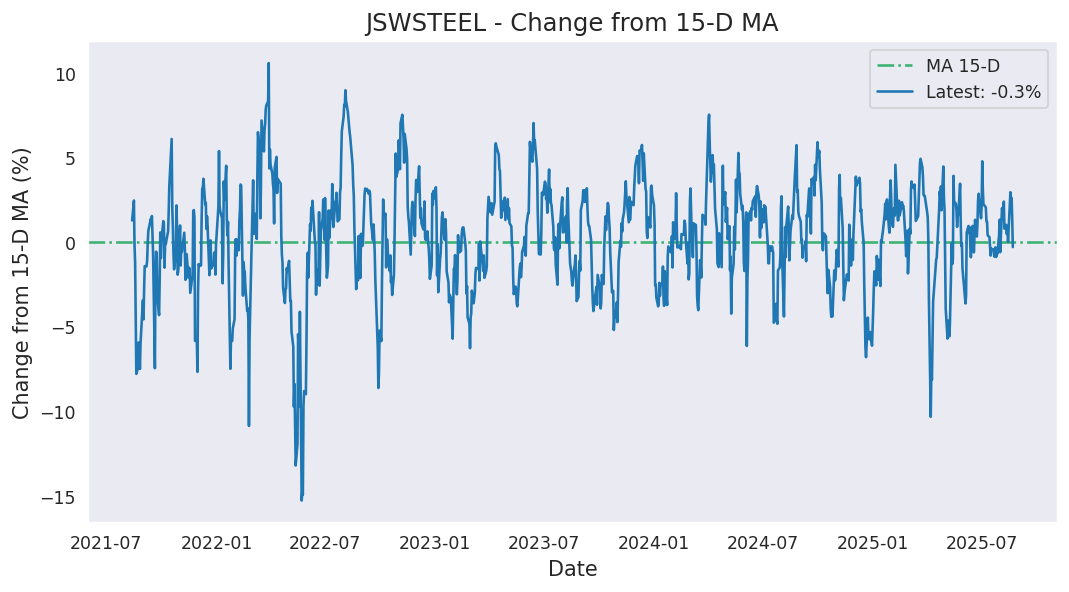 JSWSTEEL - Change from 15-D MA
MA 15-D
Latest: -0.3%
Change from 15-D MA (%)
10
5
0
−5
−10
−15
2021-07 2022-01 2022-07 2023-01 2023-07 2024-01 2024-07 2025-01 2025-07
Date